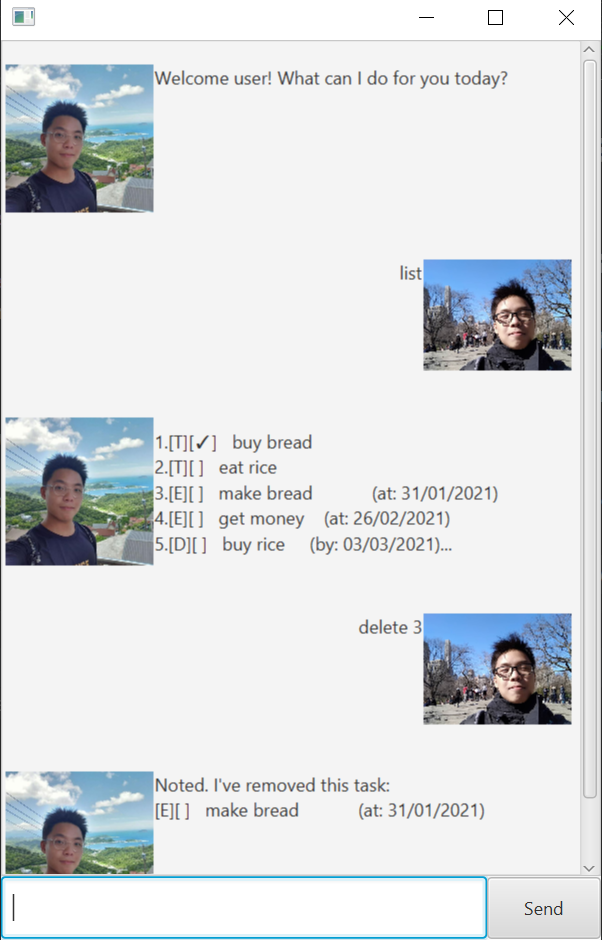 Welcome user! What can I do for you today?
list
1.[T][✓]   buy bread
2.[T][ ]   eat rice
3.[E][ ]   make bread            (at: 31/01/2021)
4.[E][ ]   get money    (at: 26/02/2021)
5.[D][ ]   buy rice     (by: 03/03/2021)...
delete 3
Noted. I've removed this task:
[E][ ]   make bread            (at: 31/01/2021)
Send